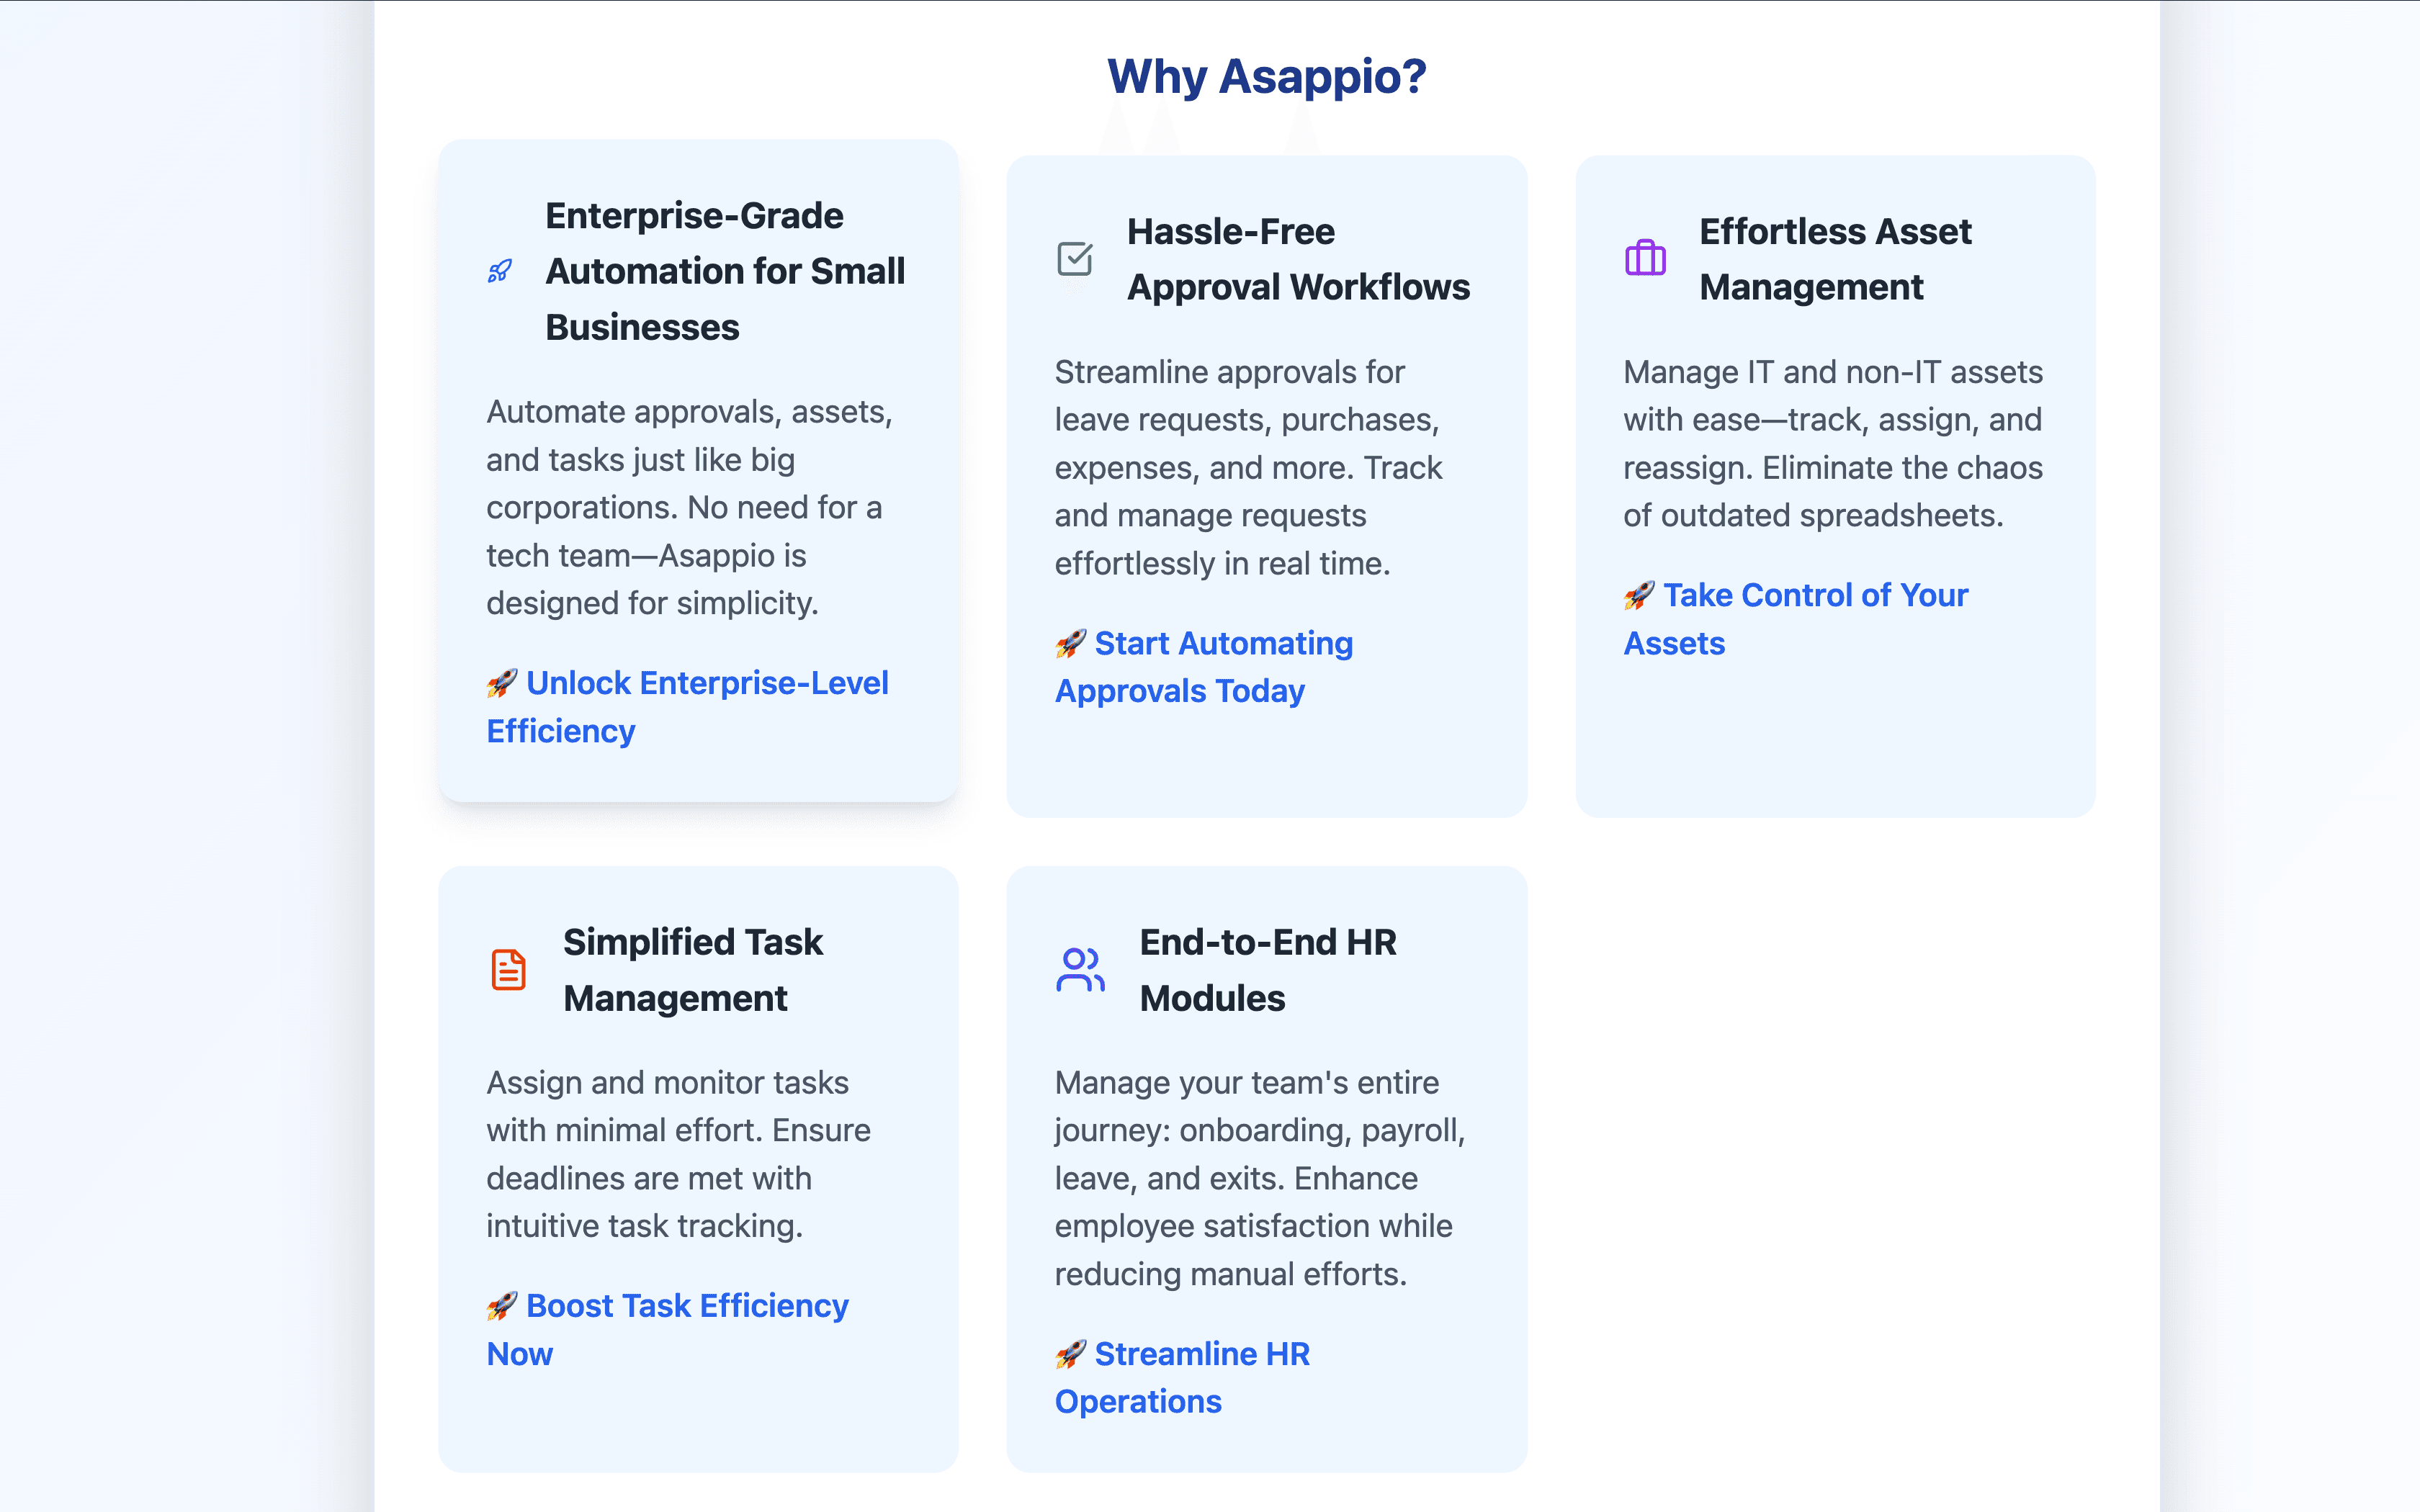 Why Asappio?
Enterprise-Grade
Automation for Small
Businesses
Automate approvals, assets,
and tasks just like big
corporations. No need for a
tech team—Asappio is
designed for simplicity.
🚀 Unlock Enterprise-Level
Efficiency
Hassle-Free
Approval Workflows
Streamline approvals for
leave requests, purchases,
expenses, and more. Track
and manage requests
effortlessly in real time.
🚀 Start Automating
Approvals Today
Effortless Asset
Management
Manage IT and non-IT assets
with ease—track, assign, and
reassign. Eliminate the chaos
of outdated spreadsheets.
🚀 Take Control of Your
Assets
Simplified Task
Management
Assign and monitor tasks
with minimal effort. Ensure
deadlines are met with
intuitive task tracking.
🚀 Boost Task Efficiency
Now
End-to-End HR
Modules
Manage your team's entire
journey: onboarding, payroll,
leave, and exits. Enhance
employee satisfaction while
reducing manual efforts.
🚀 Streamline HR
Operations